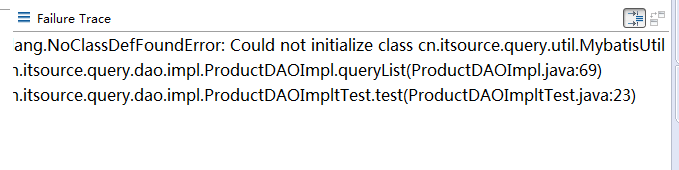 Failure Trace
ang.NoClassDefFoundError: Could not initialize class cn.itsource.query.util.MybatisUtil
n.itsource.query.dao.impl.ProductDAOImpl.queryList(ProductDAOImpl.java:69)
n.itsource.query.dao.impl.ProductDAOImpltTest.test(ProductDAOImpltTest.java:23)